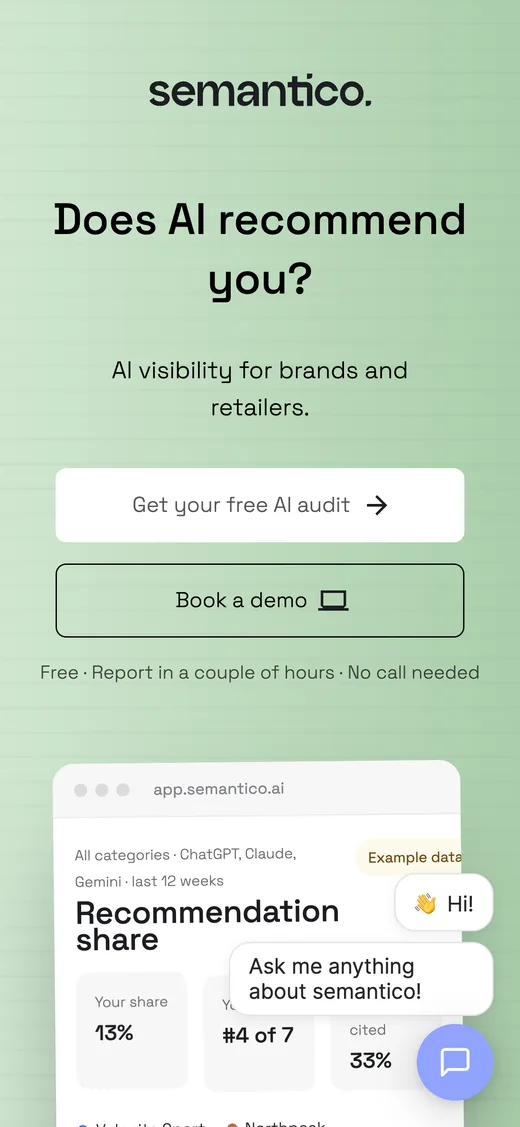 semantico.
Does AI recommend
you?
AI visibility for brands and
retailers.
Get your free AI audit
Book a demo
Free · Report in a couple of hours · No call needed
app.semantico.ai
All categories · ChatGPT, Claude,
Gemini · last 12 weeks
Example data
Recommendation
share
👋 Hi!
Ask me anything
about semantico!
Your share
13%
#4 of 7
cited
33%